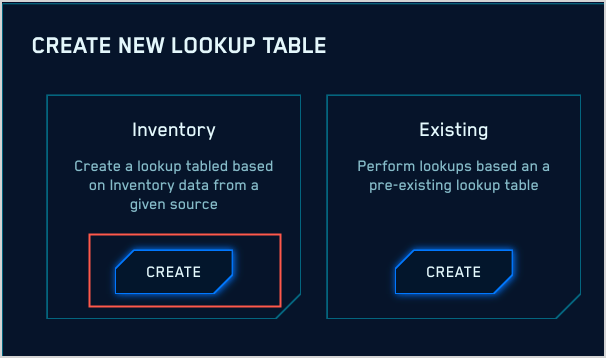 CREATE NEW LOOKUP TABLE
Inventory
Create a lookup tabled based
on Inventory data from a
given source
CREATE
Existing
Perform lookups based an a
pre-existing lookup table
CREATE